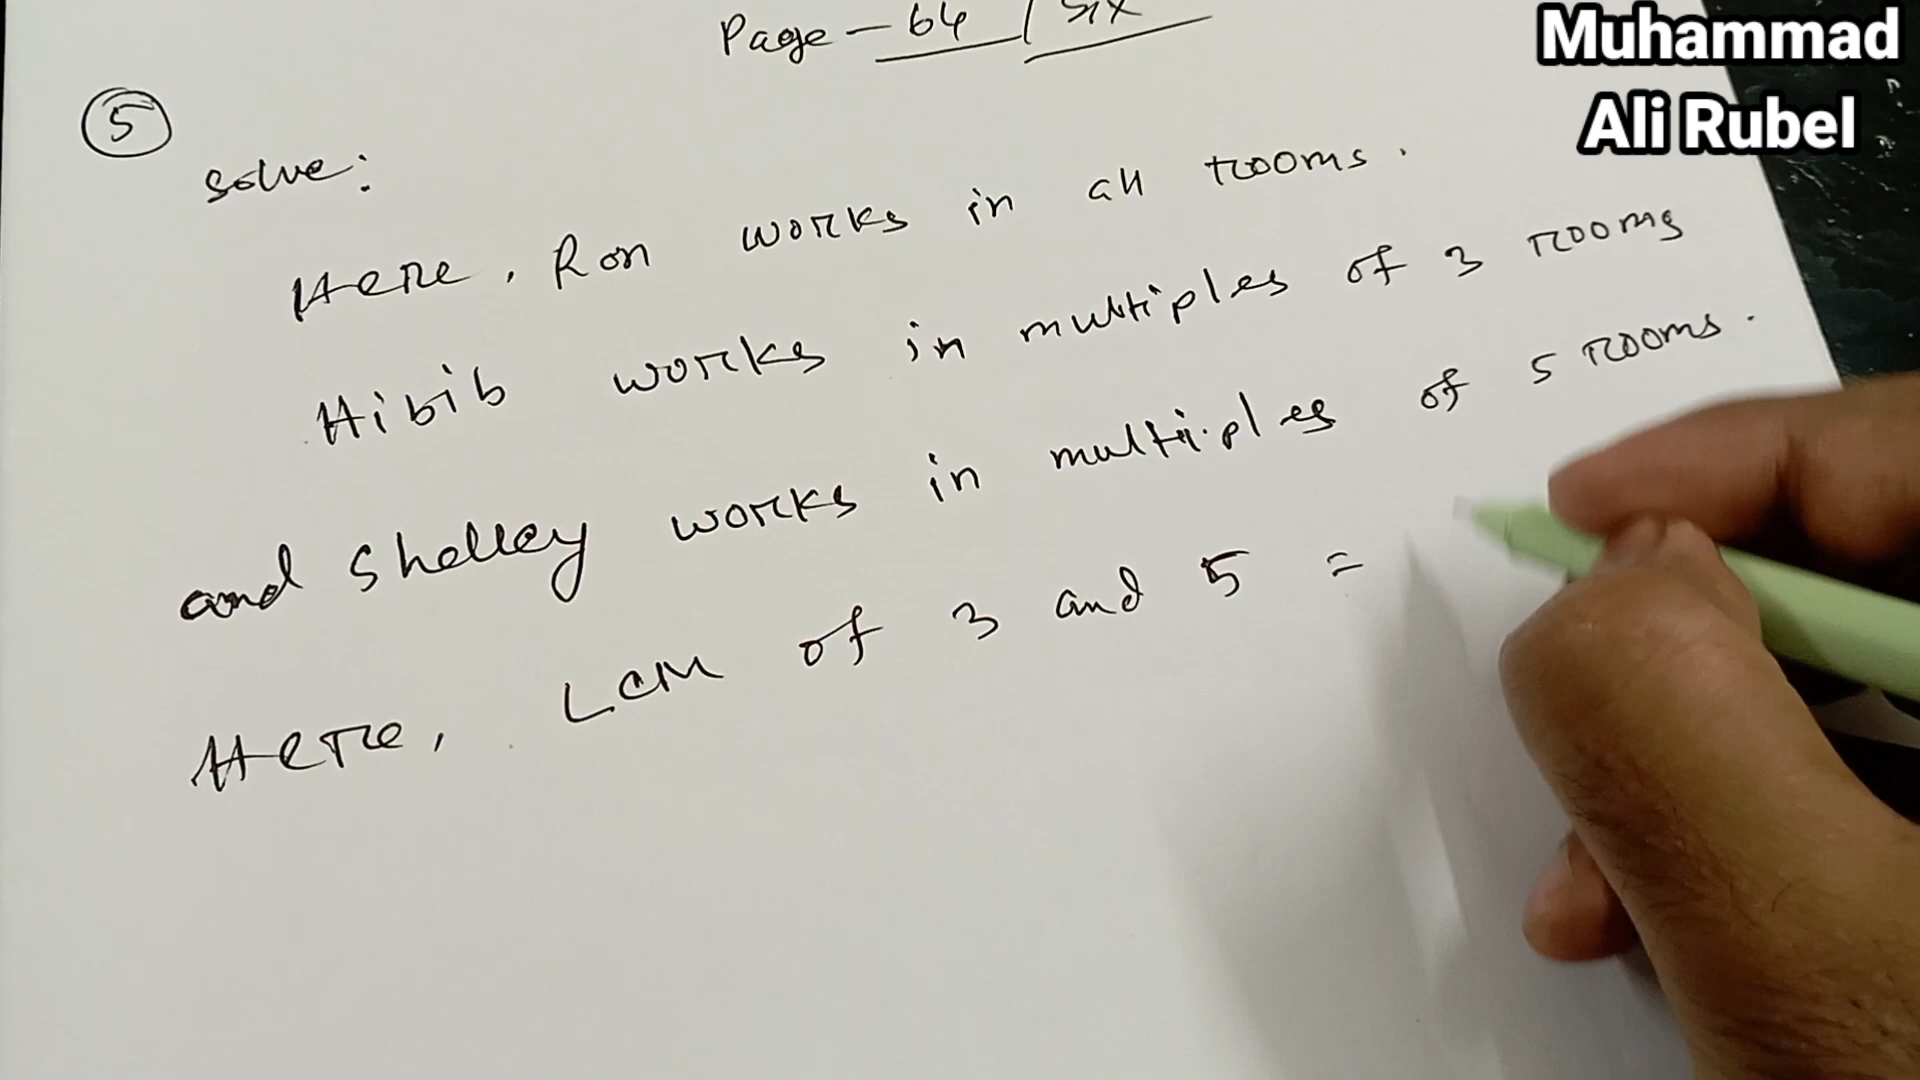 Page - 64 / Six
Muhammad
Ali Rubel
5
Solve:
Here, Ron works in all rooms.
Hibib works in multiples of 3 rooms
and Shelley works in multiples of 5 rooms.
Here, LCM of 3 and 5 =